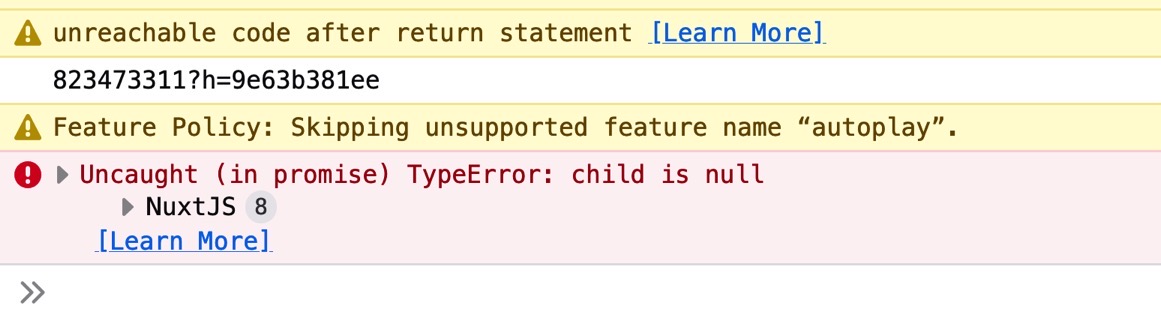 unreachable code after return statement [Learn More]
823473311?h=9e63b381ee
Feature Policy: Skipping unsupported feature name “autoplay”.
Uncaught (in promise) TypeError: child is null
NuxtJS 8
[Learn More]